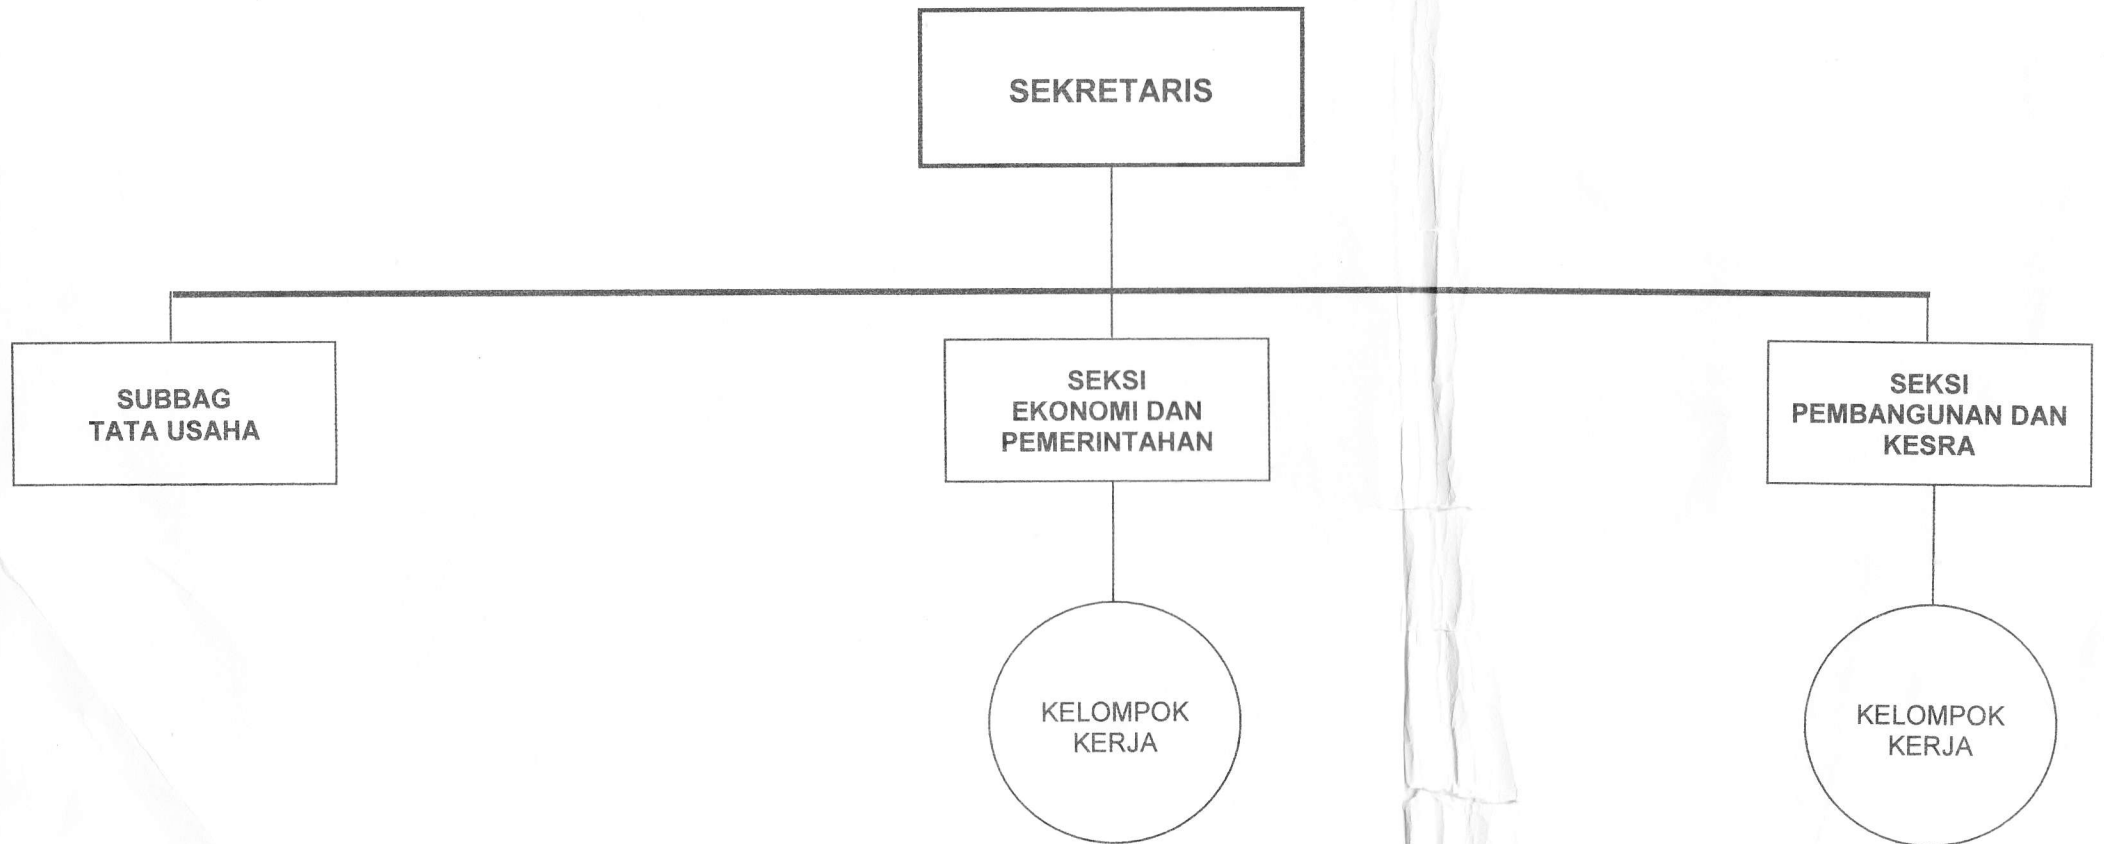 SEKRETARIS
SUBBAG
TATA USAHA
SEKSI
EKONOMI DAN
PEMERINTAHAN
SEKSI
PEMBANGUNAN DAN
KESRA
KELOMPOK
KERJA
KELOMPOK
KERJA